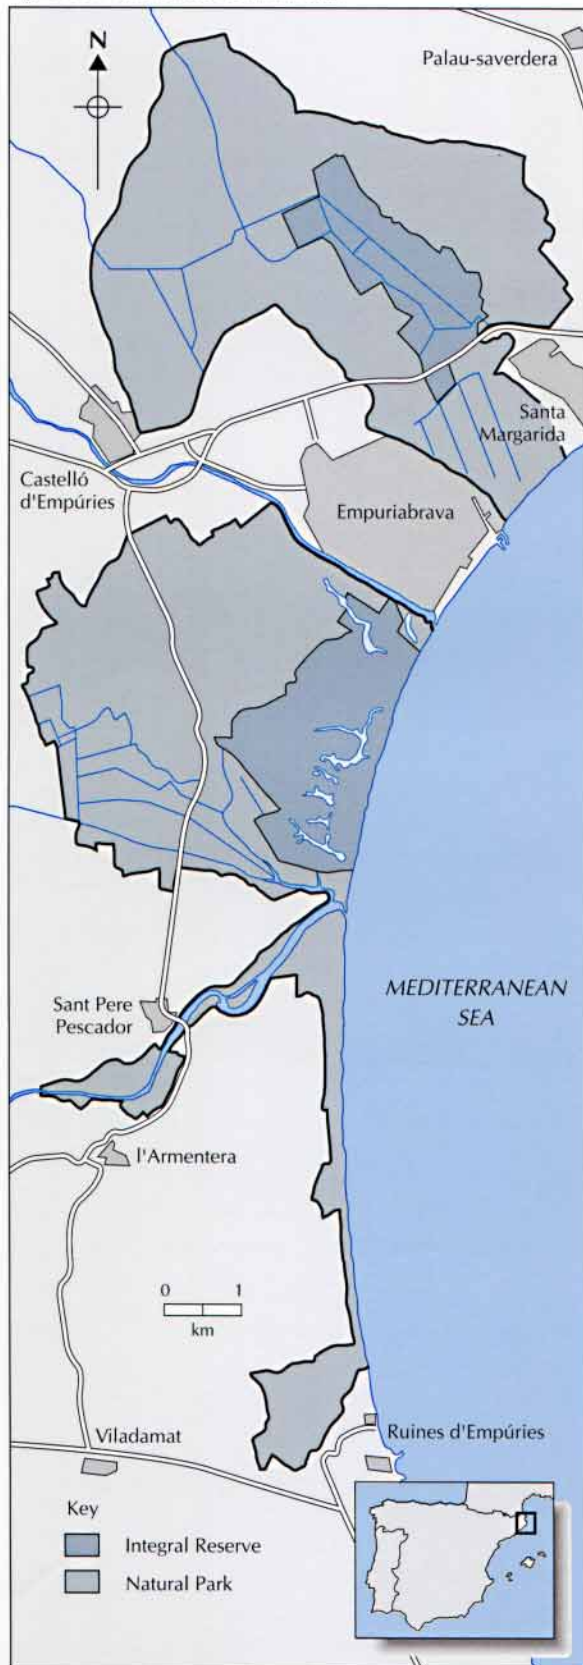 N
Palau-saverdera
Santa
Margarida
Castelló
d'Empúries
Empuriabrava
MEDITERRANEAN
SEA
Sant Pere
Pescador
l'Armentera
0 1
km
Viladamat
Ruines d'Empúries
Key
Integral Reserve
Natural Park